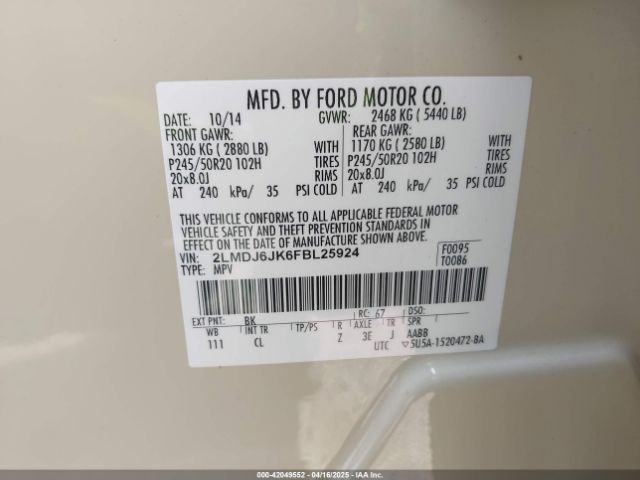 MFD. BY FORD MOTOR CO.
10/14 GVWR: 2468 KG ( 5440 LB)
FRONT GAWR: REAR GAWR:
1306 KG ( 2880 LB) WITH 1170 KG ( 2580 LB) WITH
P245/50R20 102H TIRES P245/50R20 102H TIRES
20x8.0J RIMS 20x8.0J RIMS
AT 240 kPa/ 35 PSI COLD AT 240 kPa/ 35 PSI COLD
THIS VEHICLE CONFORMS TO ALL APPLICABLE FEDERAL MOTOR
VEHICLE SAFETY AND THEFT PREVENTION STANDARDS IN
EFFECT ON THE DATE OF MANUFACTURE SHOWN ABOVE.
VIN: 2LMDJ6JK6FBL25924 F0095
TYPE: MPV T0086
EXT PNT: BK RC: 67 DSO:
WB INT TR TP/PS R AXLE TR SPR
111 CL Z 3E J AABB
UTC ▽5U5A-1520472-BA
000-42049552 - 04/16/2025 - IAA Inc.